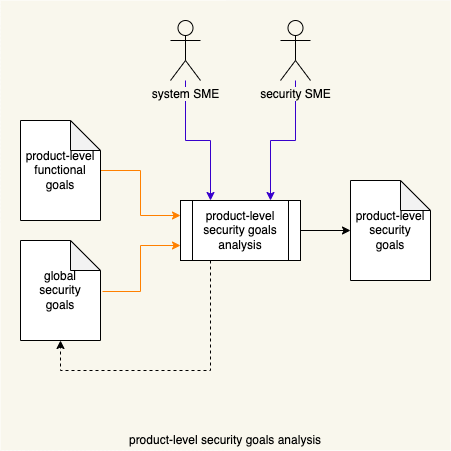 system SME
security SME
product-level
functional
goals
product-level
security goals
analysis
product-level
security
goals
global
security
goals
product-level security goals analysis